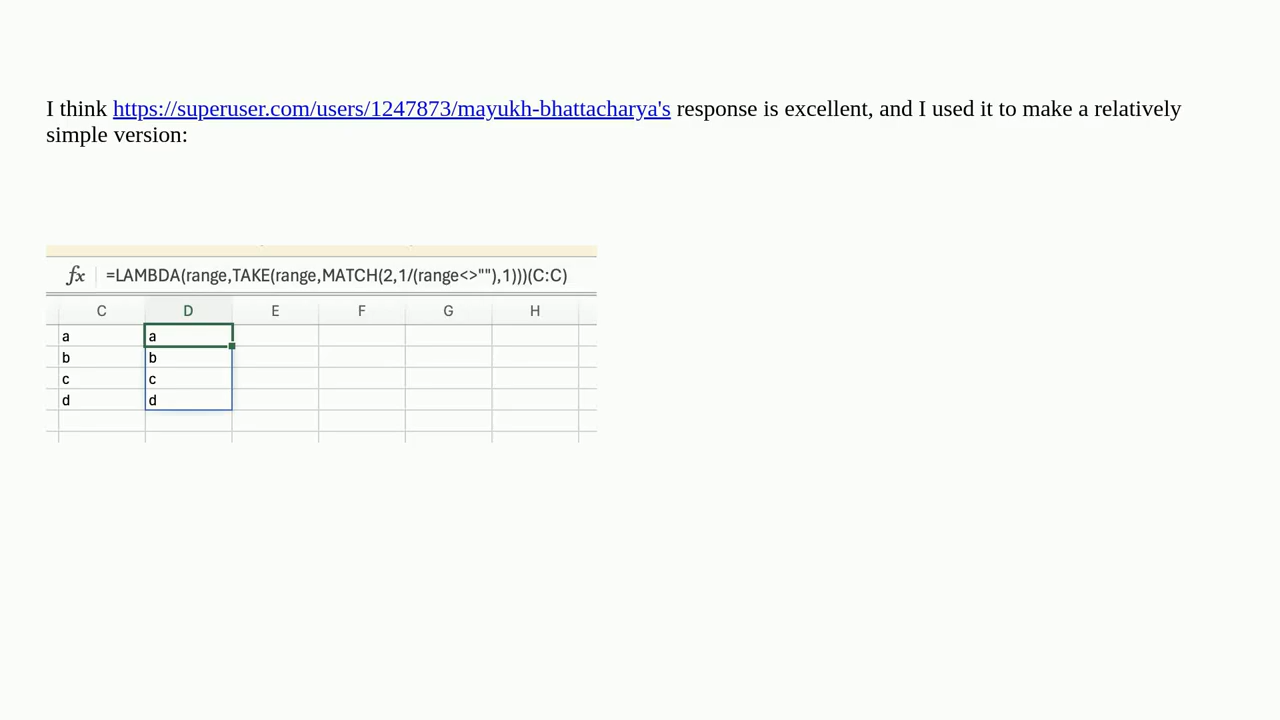 I think https://superuser.com/users/1247873/mayukh-bhattacharya's response is excellent, and I used it to make a relatively
simple version:
fx =LAMBDA(range,TAKE(range,MATCH(2,1/(range<>""),1)))(C:C)
C D E F G H
a a
b b
c c
d d